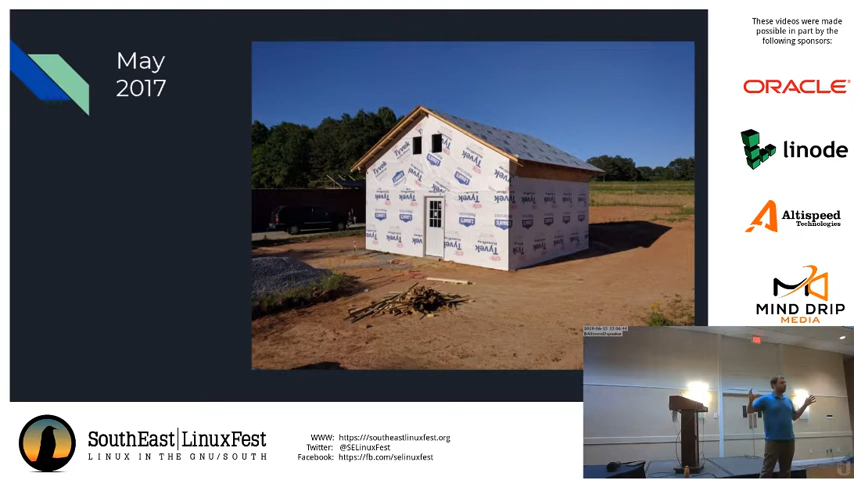 May
2017
These videos were made
possible in part by the
following sponsors:
ORACLE
linode
Altispeed
Technologies
MIND DRIP
MEDIA
Tyvek
LOWE'S
SouthEast|LinuxFest
LINUX IN THE GNU/SOUTH
WWW: https:///southeastlinuxfest.org
Twitter: @SELinuxFest
Facebook: https://fb.com/selinuxfest